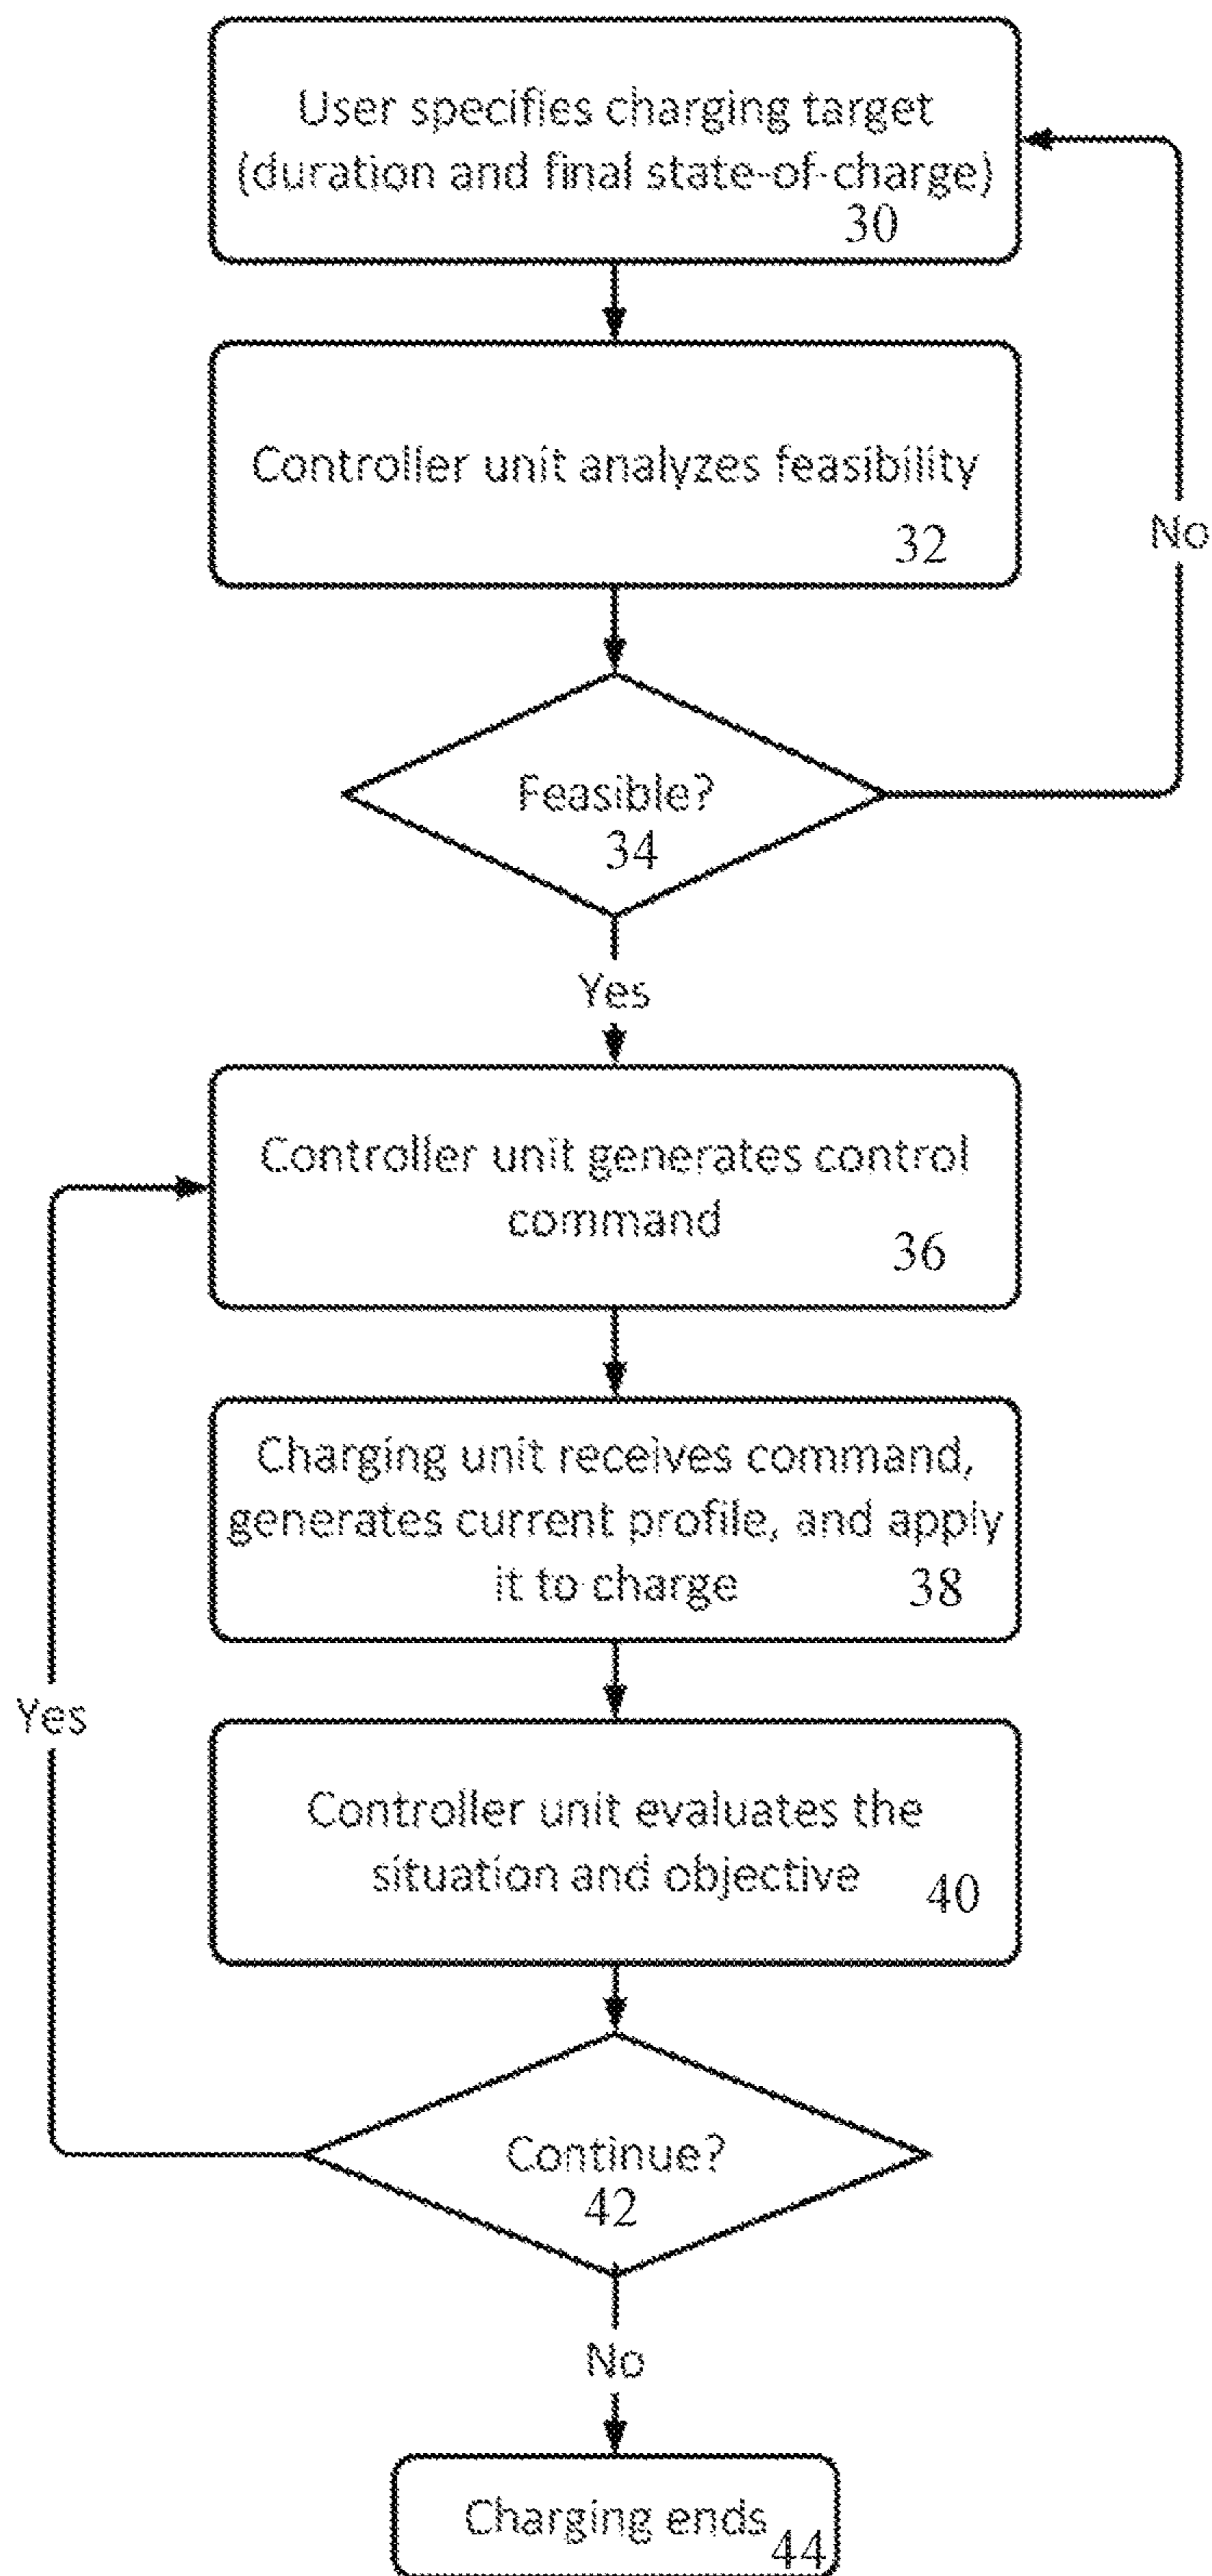 User specifies charging target
(duration and final state-of-charge)
30
Controller unit analyzes feasibility
32
No
Feasible?
34
Yes
Controller unit generates control
command
36
Charging unit receives command,
generates current profile, and apply
it to charge
38
Yes
Controller unit evaluates the
situation and objective
40
Continue?
42
No
Charging ends
44